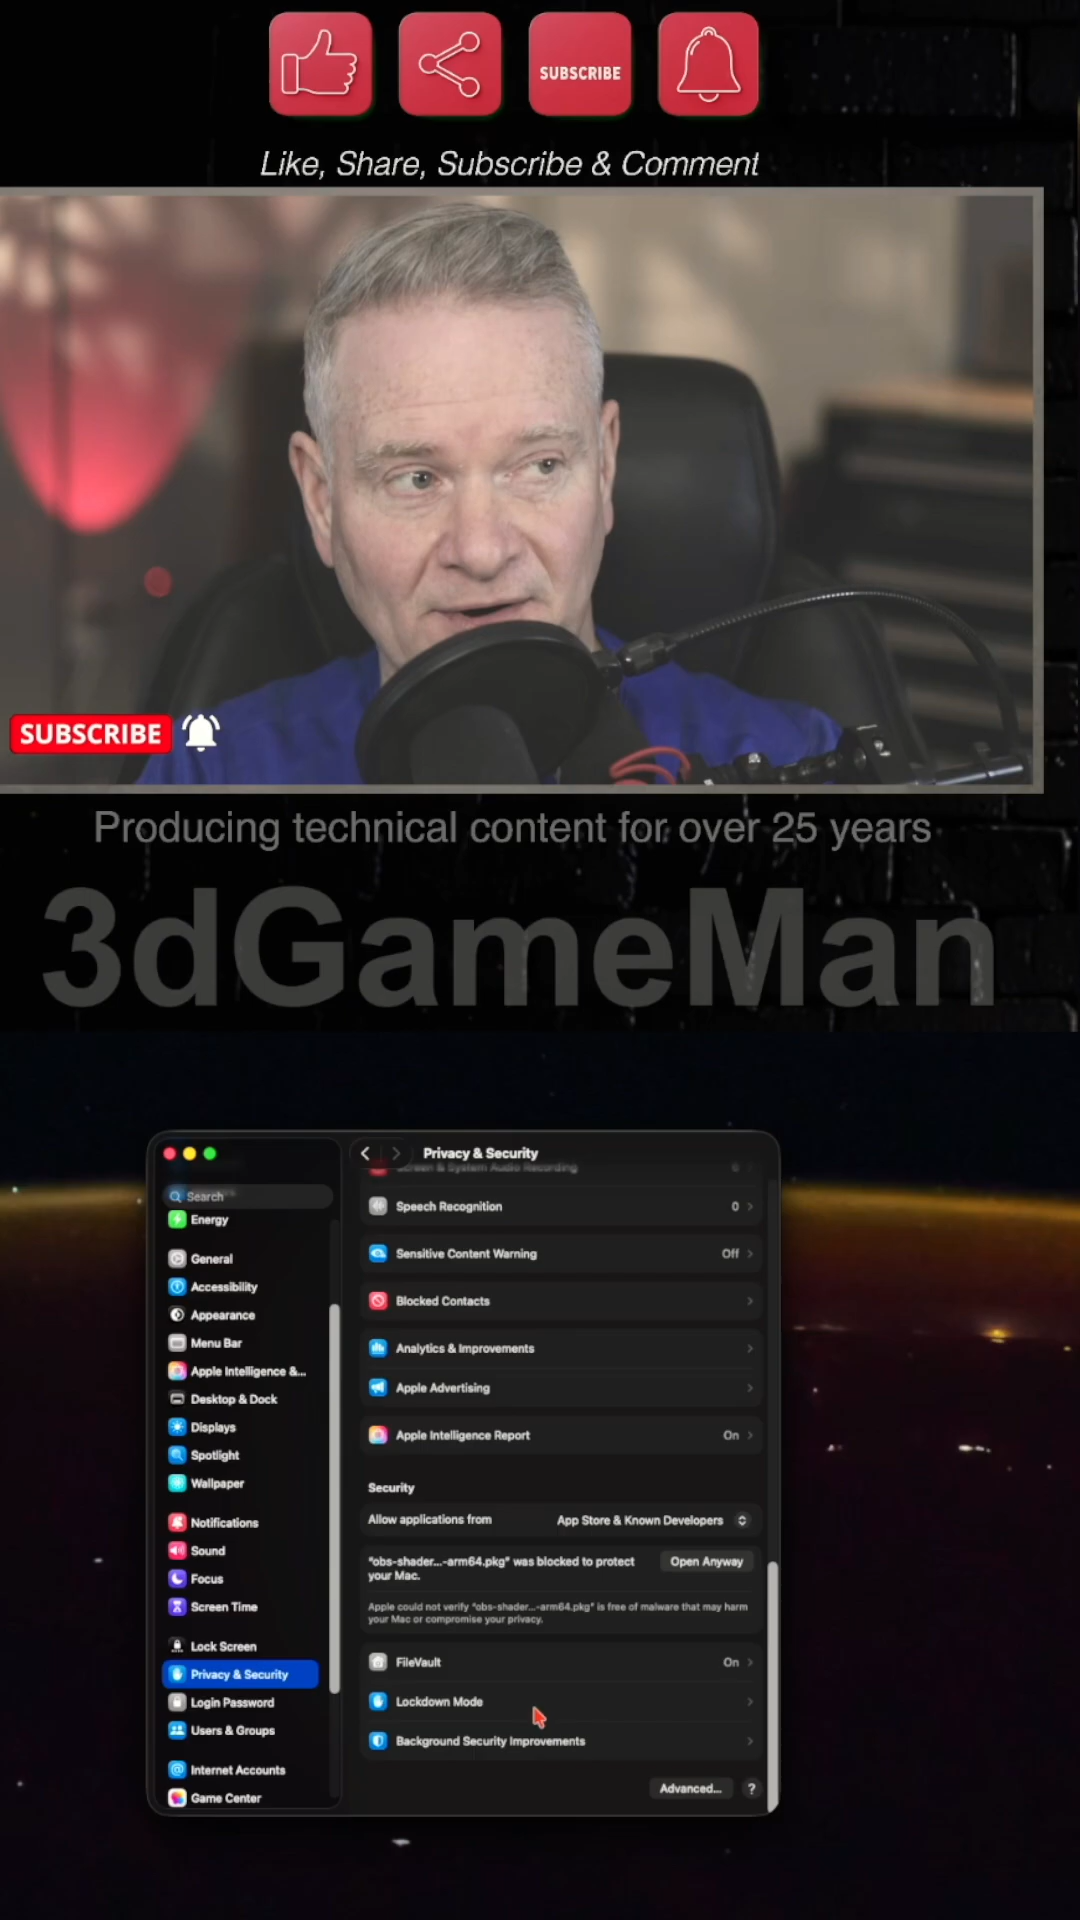 SUBSCRIBE
Like, Share, Subscribe & Comment
SUBSCRIBE
Producing technical content for over 25 years
3dGameMan
Search
Energy
General
Accessibility
Appearance
Menu Bar
Apple Intelligence &...
Desktop & Dock
Displays
Spotlight
Wallpaper
Notifications
Sound
Focus
Screen Time
Lock Screen
Privacy & Security
Login Password
Users & Groups
Internet Accounts
Game Center
Privacy & Security
Screen & System Audio Recording 6
Speech Recognition 0
Sensitive Content Warning Off
Blocked Contacts
Analytics & Improvements
Apple Advertising
Apple Intelligence Report On
Security
Allow applications from App Store & Known Developers
"obs-shader...-arm64.pkg" was blocked to protect Open Anyway
your Mac.
Apple could not verify "obs-shader...-arm64.pkg" is free of malware that may harm
your Mac or compromise your privacy.
FileVault On
Lockdown Mode
Background Security Improvements
Advanced... ?